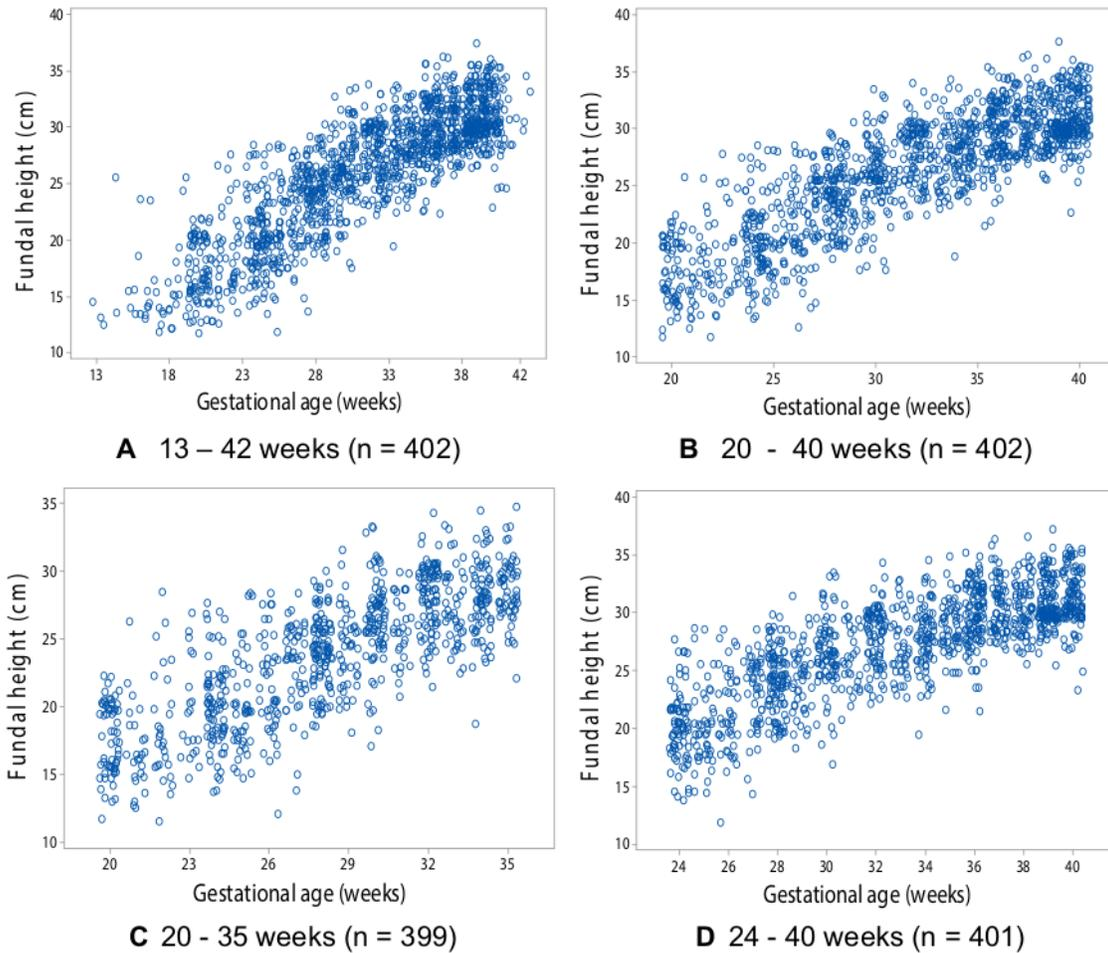 40
35
30
25
20
15
10
Fundal height (cm)
13 18 23 28 33 38 42
Gestational age (weeks)
A 13 – 42 weeks (n = 402)
40
35
30
25
20
15
10
Fundal height (cm)
20 25 30 35 40
Gestational age (weeks)
B 20 - 40 weeks (n = 402)
35
30
25
20
15
10
Fundal height (cm)
20 23 26 29 32 35
Gestational age (weeks)
C 20 - 35 weeks (n = 399)
40
35
30
25
20
15
10
Fundal height (cm)
24 26 28 30 32 34 36 38 40
Gestational age (weeks)
D 24 - 40 weeks (n = 401)